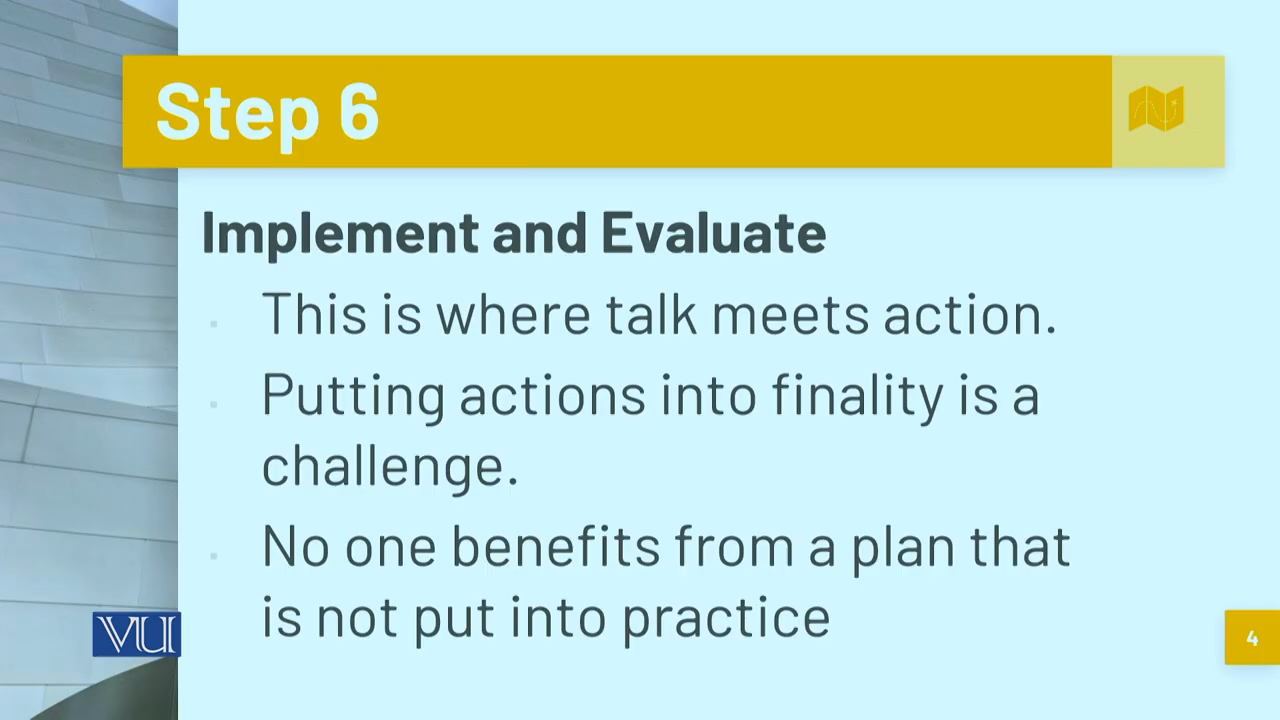 Step 6
Implement and Evaluate
This is where talk meets action.
Putting actions into finality is a
challenge.
No one benefits from a plan that
is not put into practice
VU
4